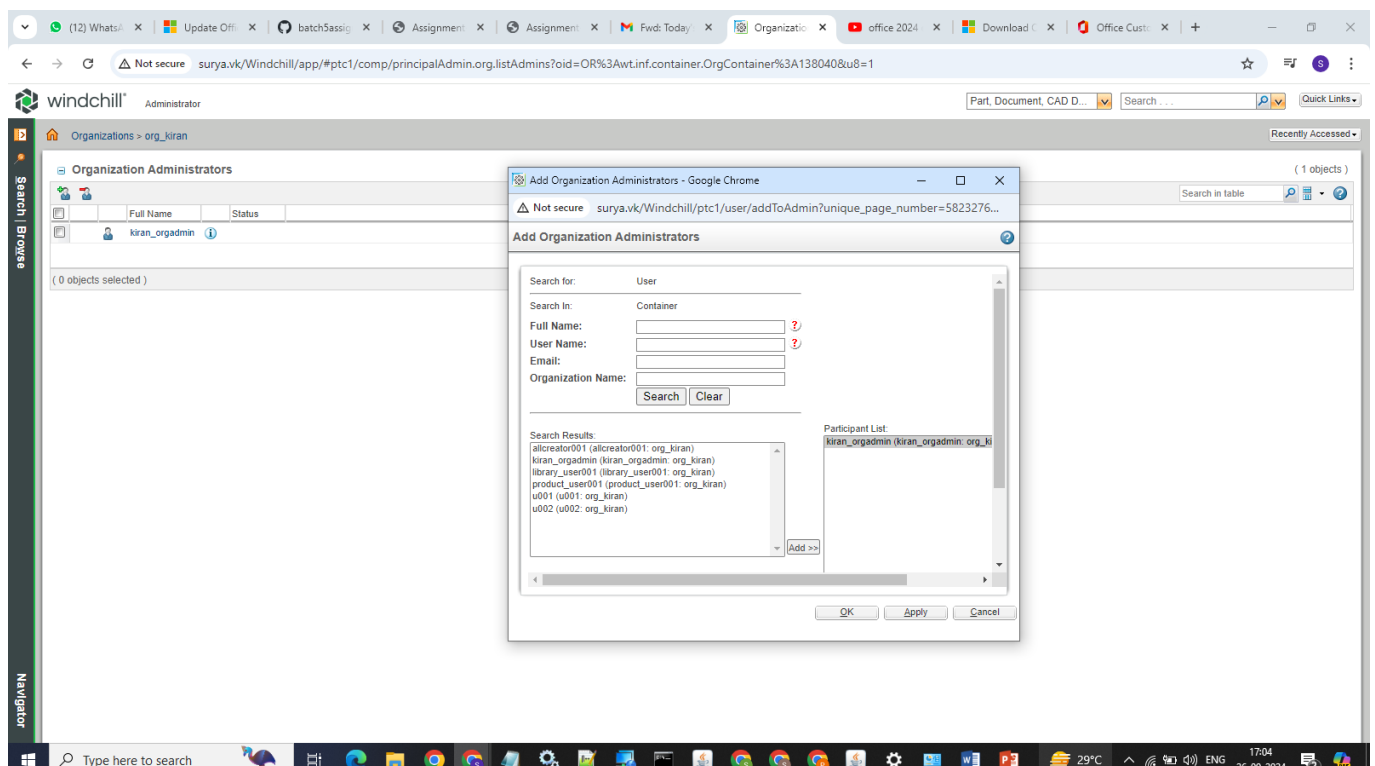 (12) WhatsA
Update Offi
batch5assig
Assignment
Assignment
Fwd: Today'
Organizatio
office 2024
Download C
Office Custo
Not secure surya.vk/Windchill/app/#ptc1/comp/principalAdmin.org.listAdmins?oid=OR%3Awt.inf.container.OrgContainer%3A138040&u8=1
S
windchill® Administrator
Part, Document, CAD D...
Search . . .
Quick Links
Organizations > org_kiran
Recently Accessed
Search | Browse
Navigator
Organization Administrators
( 1 objects )
Search in table
Full Name Status
kiran_orgadmin
( 0 objects selected )
Add Organization Administrators - Google Chrome
Not secure surya.vk/Windchill/ptc1/user/addToAdmin?unique_page_number=5823276...
Add Organization Administrators
Search for: User
Search In: Container
Full Name: ?
User Name: ?
Email:
Organization Name:
Search Clear
Search Results:
allcreator001 (allcreator001: org_kiran)
kiran_orgadmin (kiran_orgadmin: org_kiran)
library_user001 (library_user001: org_kiran)
product_user001 (product_user001: org_kiran)
u001 (u001: org_kiran)
u002 (u002: org_kiran)
Add >>
Participant List:
kiran_orgadmin (kiran_orgadmin: org_ki
OK Apply Cancel
Type here to search
29°C
ENG
17:04